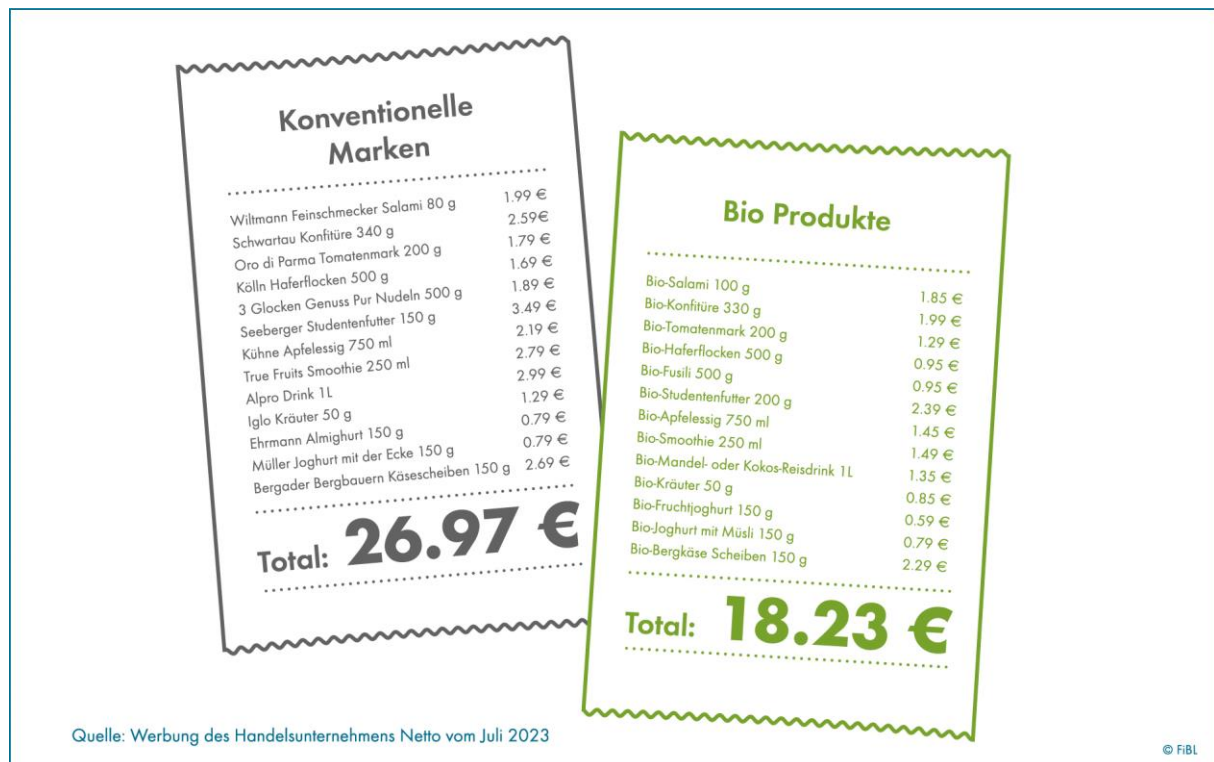 Konventionelle
Marken
Wiltmann Feinschmecker Salami 80 g 1.99 €
Schwartau Konfitüre 340 g 2.59€
Oro di Parma Tomatenmark 200 g 1.79 €
Kölln Haferflocken 500 g 1.69 €
3 Glocken Genuss Pur Nudeln 500 g 1.89 €
Seeberger Studentenfutter 150 g 3.49 €
Kühne Apfelessig 750 ml 2.19 €
True Fruits Smoothie 250 ml 2.79 €
Alpro Drink 1L 2.99 €
Iglo Kräuter 50 g 1.29 €
Ehrmann Almighurt 150 g 0.79 €
Müller Joghurt mit der Ecke 150 g 0.79 €
Bergader Bergbauern Käsescheiben 150 g 2.69 €
Total: 26.97 €
Bio Produkte
Bio-Salami 100 g 1.85 €
Bio-Konfitüre 330 g 1.99 €
Bio-Tomatenmark 200 g 1.29 €
Bio-Haferflocken 500 g 0.95 €
Bio-Fusili 500 g 0.95 €
Bio-Studentenfutter 200 g 2.39 €
Bio-Apfelessig 750 ml 1.45 €
Bio-Smoothie 250 ml 1.49 €
Bio-Mandel- oder Kokos-Reisdrink 1L 1.35 €
Bio-Kräuter 50 g 0.85 €
Bio-Fruchtjoghurt 150 g 0.59 €
Bio-Joghurt mit Müsli 150 g 0.79 €
Bio-Bergkäse Scheiben 150 g 2.29 €
Total: 18.23 €
Quelle: Werbung des Handelsunternehmens Netto vom Juli 2023
© FiBL